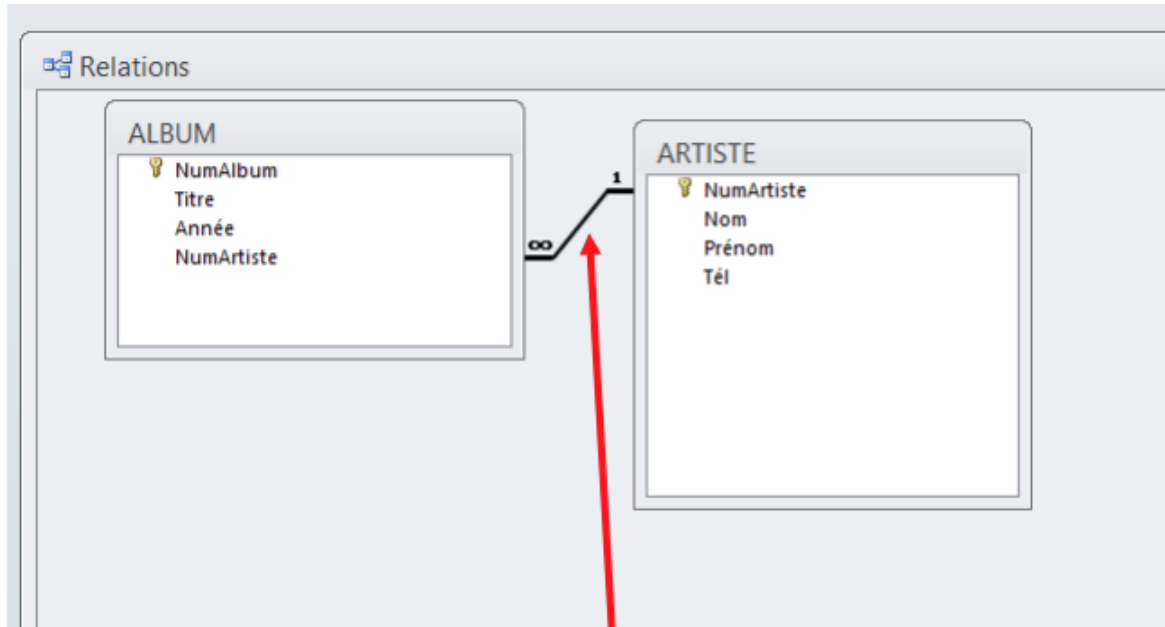 Relations
ALBUM
NumAlbum
Titre
Année
NumArtiste
∞
1
ARTISTE
NumArtiste
Nom
Prénom
Tél